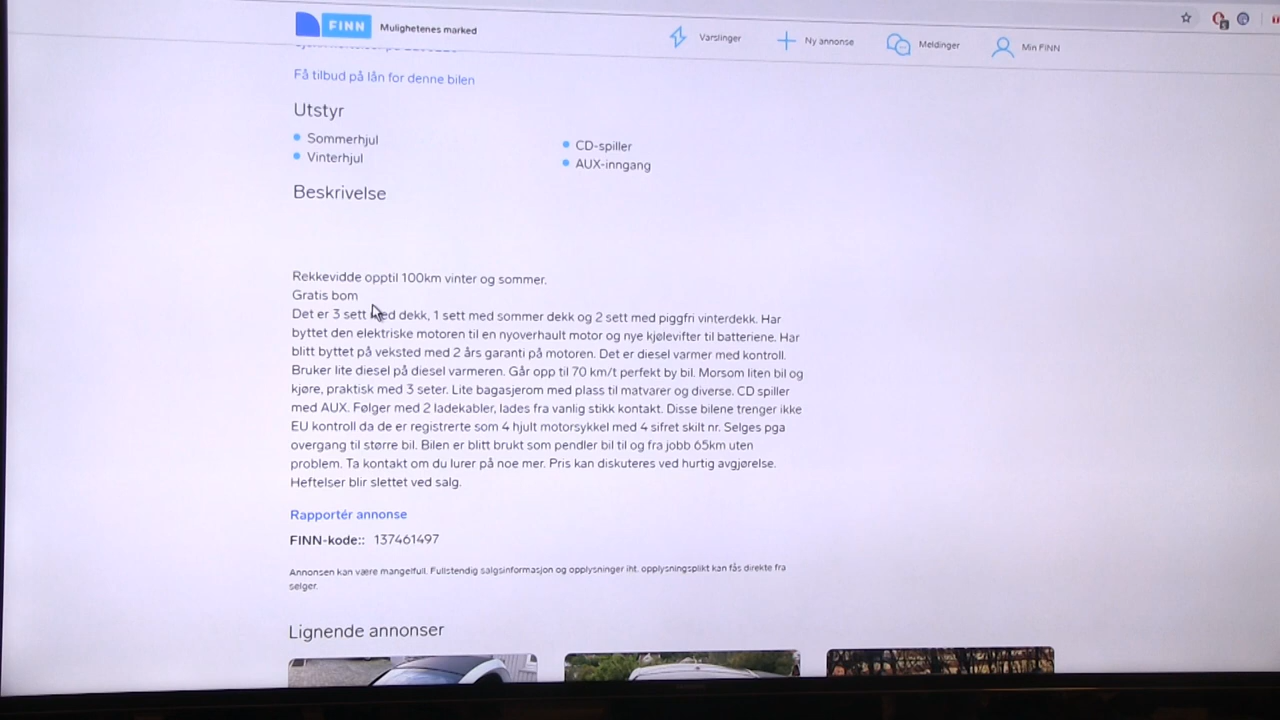 FINN Mulighetenes marked
Varslinger
Ny annonse
Meldinger
Min FINN
Få tilbud på lån for denne bilen
Utstyr
Sommerhjul
Vinterhjul
CD-spiller
AUX-inngang
Beskrivelse
Rekkevidde opptil 100km vinter og sommer.
Gratis bom
Det er 3 sett med dekk, 1 sett med sommer dekk og 2 sett med piggfri vinterdekk. Har
byttet den elektriske motoren til en nyoverhault motor og nye kjølevifter til batteriene. Har
blitt byttet på veksted med 2 års garanti på motoren. Det er diesel varmer med kontroll.
Bruker lite diesel på diesel varmeren. Går opp til 70 km/t perfekt by bil. Morsom liten bil og
kjøre, praktisk med 3 seter. Lite bagasjerom med plass til matvarer og diverse. CD spiller
med AUX. Følger med 2 ladekabler, lades fra vanlig stikk kontakt. Disse bilene trenger ikke
EU kontroll da de er registrerte som 4 hjult motorsykkel med 4 sifret skilt nr. Selges pga
overgang til større bil. Bilen er blitt brukt som pendler bil til og fra jobb 65km uten
problem. Ta kontakt om du lurer på noe mer. Pris kan diskuteres ved hurtig avgjørelse.
Heftelser blir slettet ved salg.
Rapportér annonse
FINN-kode:: 137461497
Annonsen kan være mangelfull. Fullstendig salgsinformasjon og opplysninger iht. opplysningsplikt kan fås direkte fra
selger.
Lignende annonser